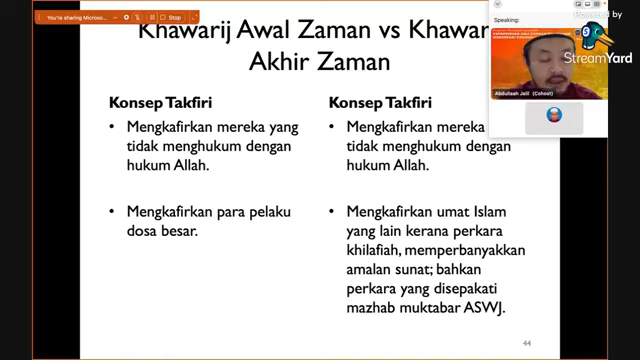 You're sharing Microso...
Stop
Speaking:
Powered by
StreamYard
Abdullaah Jalil (Cohost)
Khawarij Awal Zaman vs Khawar
Akhir Zaman
Konsep Takfiri
• Mengkafirkan mereka yang
tidak menghukum dengan
hukum Allah.
• Mengkafirkan para pelaku
dosa besar.
Konsep Takfiri
• Mengkafirkan mereka
tidak menghukum dengan
hukum Allah.
• Mengkafirkan umat Islam
yang lain kerana perkara
khilafiah, memperbanyakkan
amalan sunat; bahkan
perkara yang disepakati
mazhab muktabar ASWJ.
44